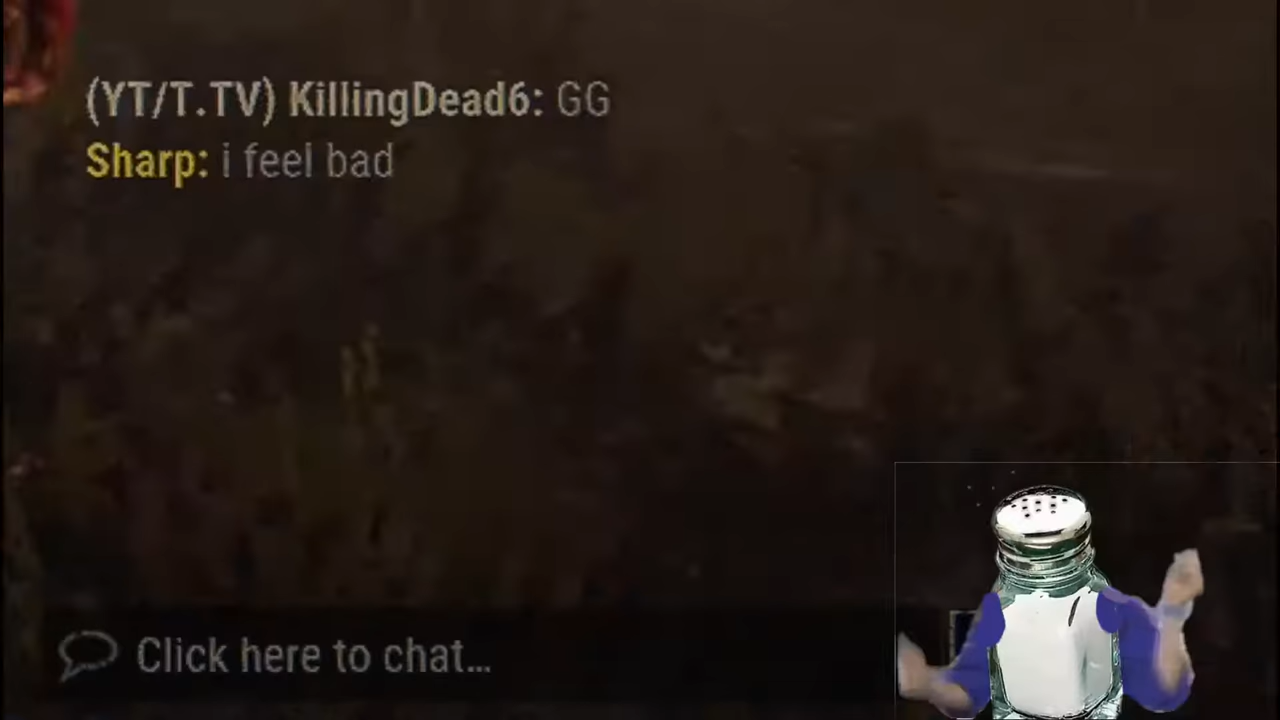 (YT/T.TV) KillingDead6: GG
Sharp: i feel bad
Click here to chat...